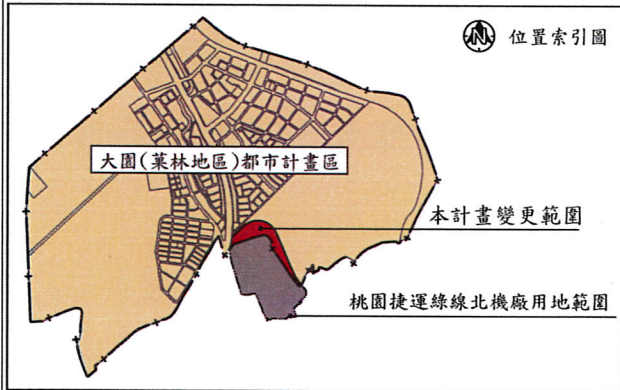 N 位置索引圖
大園(菓林地區)都市計畫區
本計畫變更範圍
桃園捷運綠線北機廠用地範圍